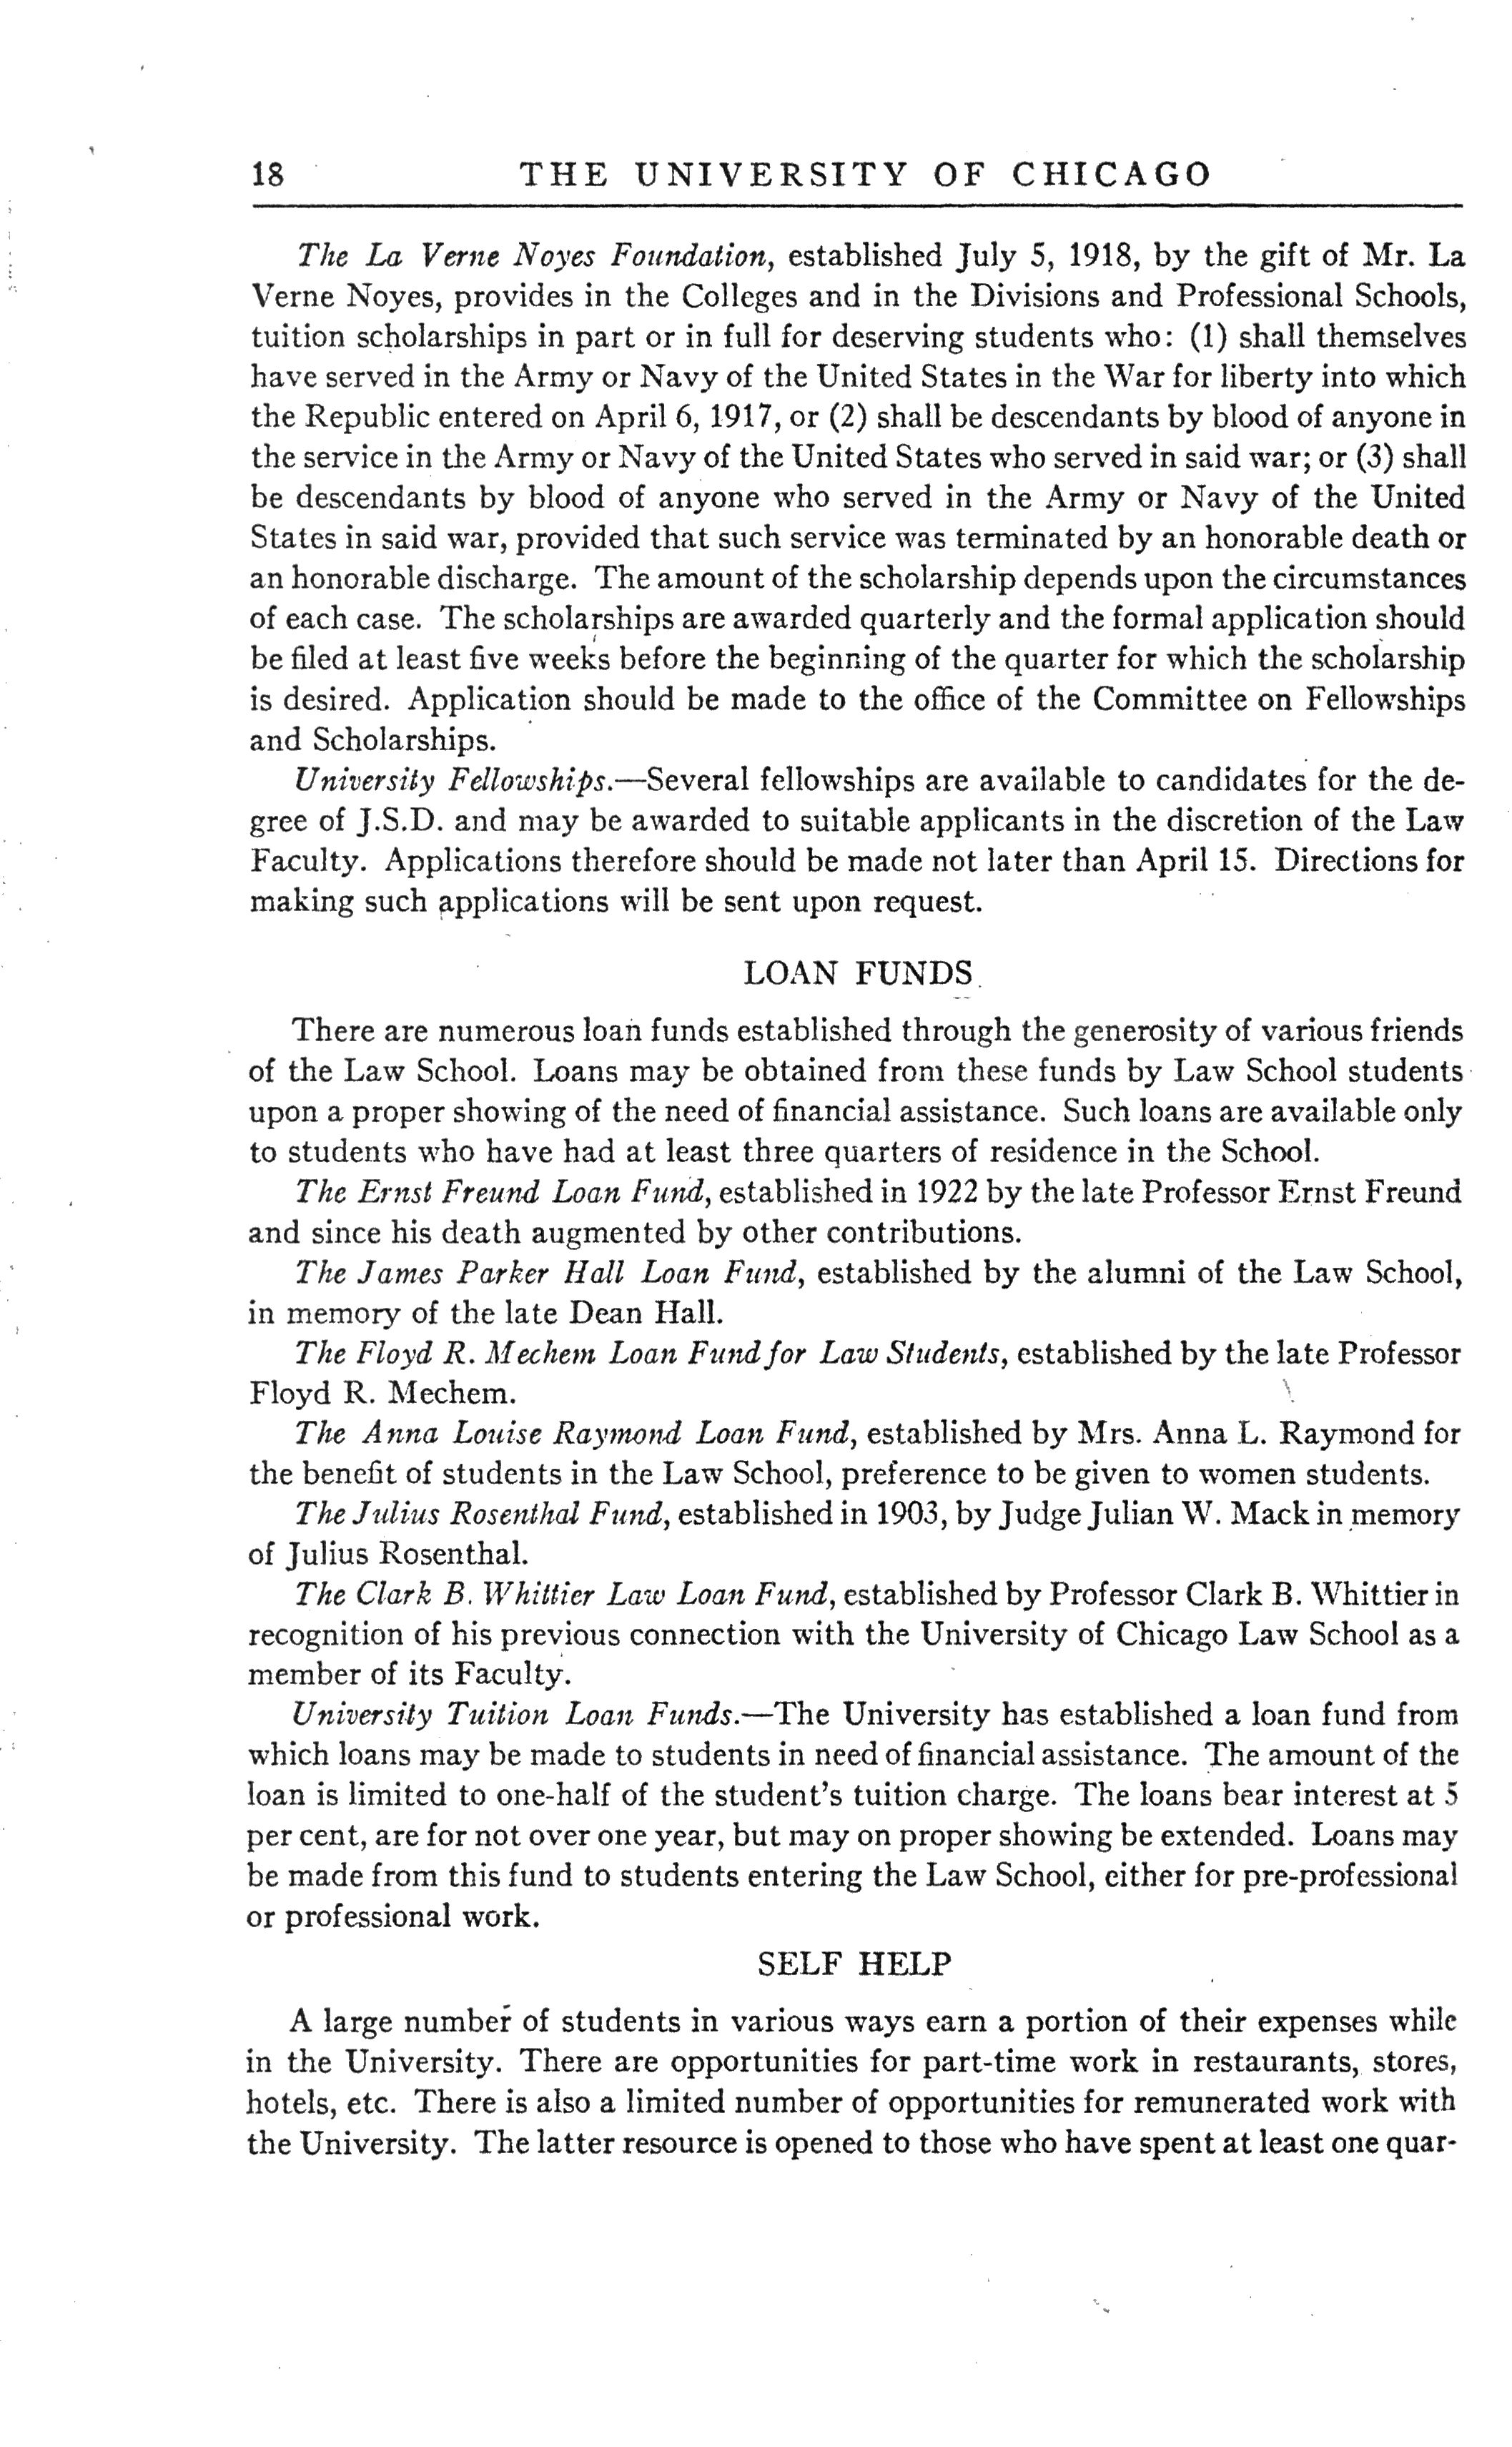 18 THE UNIVERSITY OF CHICAGO
The La Verne Noyes Foundation, established July 5, 1918, by the gift of Mr. La
Verne Noyes, provides in the Colleges and in the Divisions and Professional Schools,
tuition scholarships in part or in full for deserving students who: (1) shall themselves
have served in the Army or Navy of the United States in the War for liberty into which
the Republic entered on April 6, 1917, or (2) shall be descendants by blood of anyone in
the service in the Army or Navy of the United States who served in said war; or (3) shall
be descendants by blood of anyone who served in the Army or Navy of the United
States in said war, provided that such service was terminated by an honorable death or
an honorable discharge. The amount of the scholarship depends upon the circumstances
of each case. The scholarships are awarded quarterly and the formal application should
be filed at least five weeks before the beginning of the quarter for which the scholarship
is desired. Application should be made to the office of the Committee on Fellowships
and Scholarships.
University Fellowships.—Several fellowships are available to candidates for the de-
gree of J.S.D. and may be awarded to suitable applicants in the discretion of the Law
Faculty. Applications therefore should be made not later than April 15. Directions for
making such applications will be sent upon request.
LOAN FUNDS
There are numerous loan funds established through the generosity of various friends
of the Law School. Loans may be obtained from these funds by Law School students
upon a proper showing of the need of financial assistance. Such loans are available only
to students who have had at least three quarters of residence in the School.
The Ernst Freund Loan Fund, established in 1922 by the late Professor Ernst Freund
and since his death augmented by other contributions.
The James Parker Hall Loan Fund, established by the alumni of the Law School,
in memory of the late Dean Hall.
The Floyd R. Mechem Loan Fund for Law Students, established by the late Professor
Floyd R. Mechem.
The Anna Louise Raymond Loan Fund, established by Mrs. Anna L. Raymond for
the benefit of students in the Law School, preference to be given to women students.
The Julius Rosenthal Fund, established in 1903, by Judge Julian W. Mack in memory
of Julius Rosenthal.
The Clark B. Whittier Law Loan Fund, established by Professor Clark B. Whittier in
recognition of his previous connection with the University of Chicago Law School as a
member of its Faculty.
University Tuition Loan Funds.—The University has established a loan fund from
which loans may be made to students in need of financial assistance. The amount of the
loan is limited to one-half of the student's tuition charge. The loans bear interest at 5
per cent, are for not over one year, but may on proper showing be extended. Loans may
be made from this fund to students entering the Law School, either for pre-professional
or professional work.
SELF HELP
A large number of students in various ways earn a portion of their expenses while
in the University. There are opportunities for part-time work in restaurants, stores,
hotels, etc. There is also a limited number of opportunities for remunerated work with
the University. The latter resource is opened to those who have spent at least one quar-